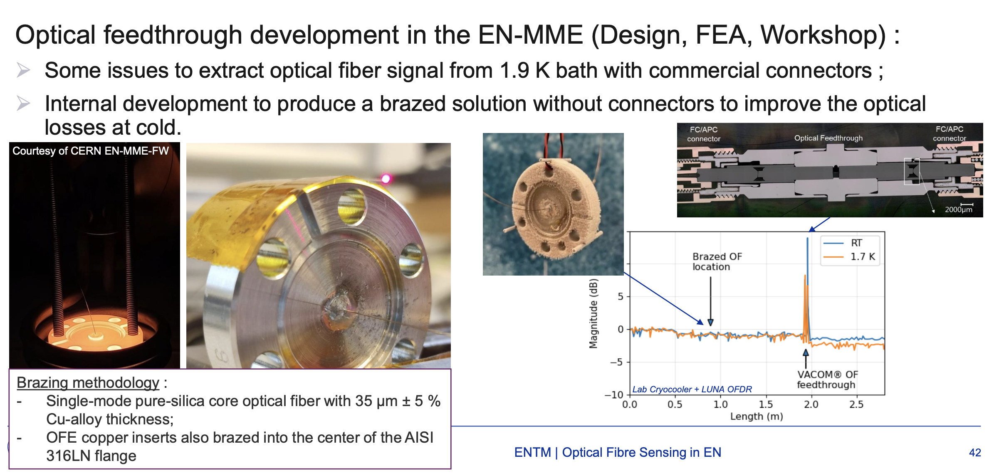 Optical feedthrough development in the EN-MME (Design, FEA, Workshop) :
Some issues to extract optical fiber signal from 1.9 K bath with commercial connectors ;
Internal development to produce a brazed solution without connectors to improve the optical
losses at cold.
Courtesy of CERN EN-MME-FW
FC/APC
connector
Optical Feedthrough
FC/APC
connector
2000µm
RT
1.7 K
Brazed OF
location
Magnitude (dB)
5
0
−5
−10
VACOM® OF
feedthrough
Lab Cryocooler + LUNA OFDR
0.0 0.5 1.0 1.5 2.0 2.5
Length (m)
Brazing methodology :
- Single-mode pure-silica core optical fiber with 35 µm ± 5 %
Cu-alloy thickness;
- OFE copper inserts also brazed into the center of the AISI
316LN flange
ENTM | Optical Fibre Sensing in EN
42